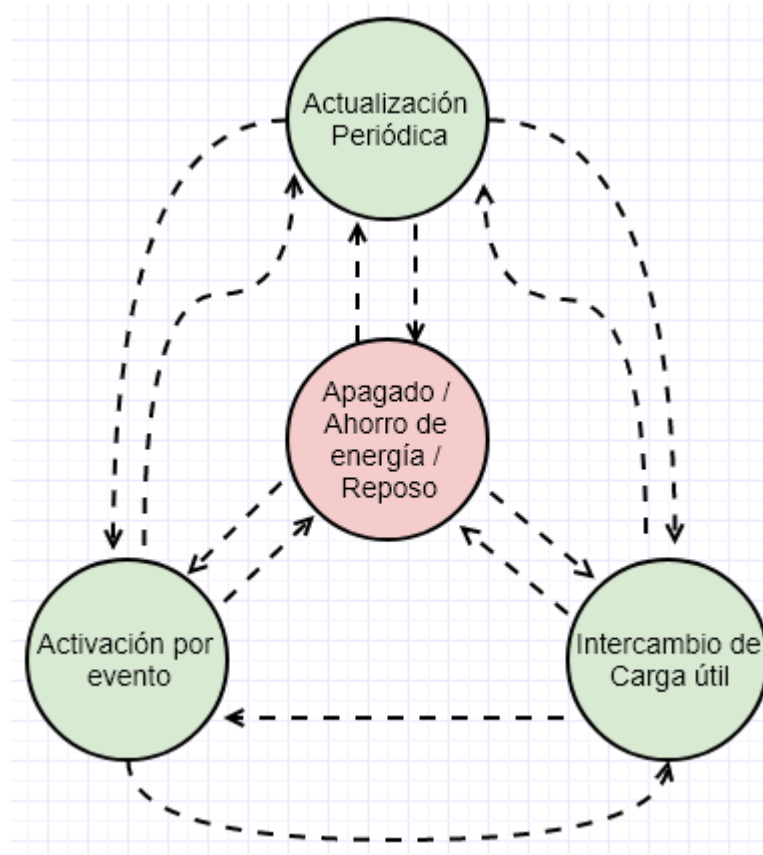 Actualización
Periódica
Apagado /
Ahorro de
energía /
Reposo
Activación por
evento
Intercambio de
Carga útil